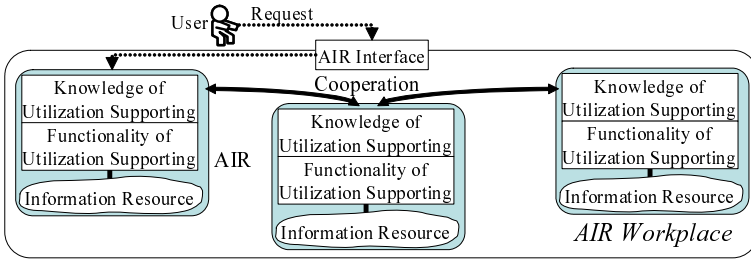 User
Request
AIR Interface
Cooperation
Knowledge of
Utilization Supporting
Functionality of
Utilization Supporting
Information Resource
AIR
Knowledge of
Utilization Supporting
Functionality of
Utilization Supporting
Information Resource
Knowledge of
Utilization Supporting
Functionality of
Utilization Supporting
Information Resource
AIR Workplace